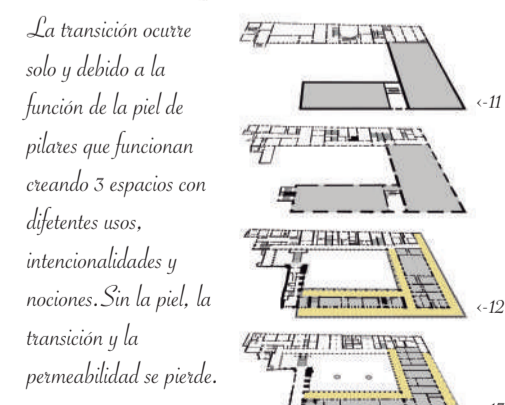 La transición ocurre
solo y debido a la
función de la piel de
pilares que funcionan
creando 3 espacios con
difetentes usos,
intencionalidades y
nociones.Sin la piel, la
transición y la
permeabilidad se pierde.
<-11
<-12